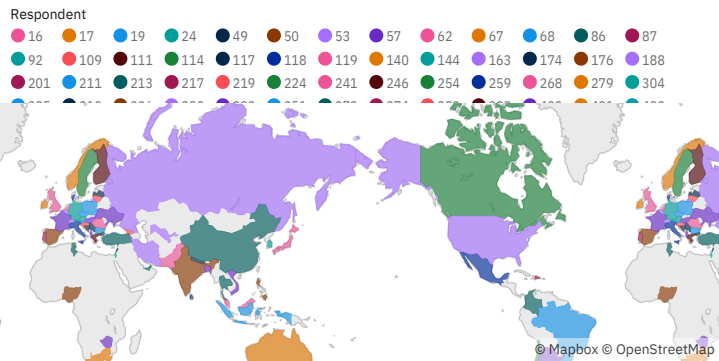 Respondent
16 17 19 24 49 50 53 57 62 67 68 86 87
92 109 111 114 117 118 119 140 144 163 174 176 188
201 211 213 217 219 224 241 246 254 259 268 279 304
© Mapbox © OpenStreetMap